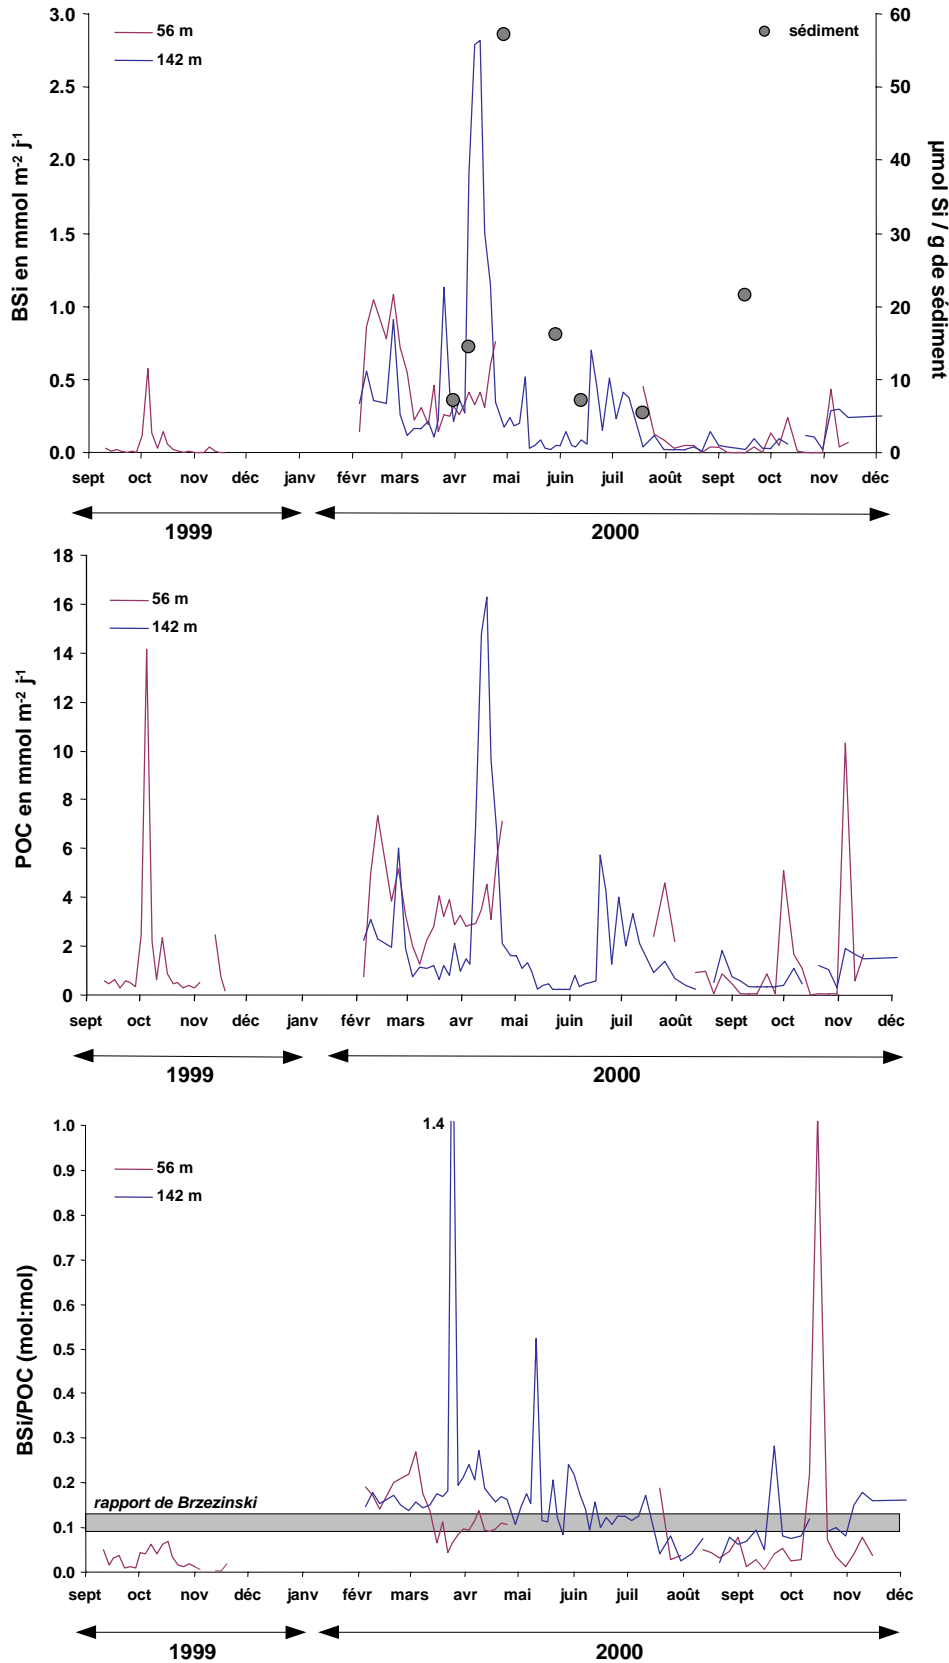 3.0
2.5
2.0
1.5
1.0
0.5
0.0
BSi en mmol m⁻² j⁻¹
56 m
142 m
sédiment
60
50
40
30
20
10
0
µmol Si / g de sédiment
sept oct nov déc janv févr mars avr mai juin juil août sept oct nov déc
1999 2000
18
16
14
12
10
8
6
4
2
0
POC en mmol m⁻² j⁻¹
56 m
142 m
sept oct nov déc janv févr mars avr mai juin juil août sept oct nov déc
1999 2000
1.0
0.9
0.8
0.7
0.6
0.5
0.4
0.3
0.2
0.1
0.0
BSi/POC (mol:mol)
1.4
56 m
142 m
rapport de Brzezinski
sept oct nov déc janv févr mars avr mai juin juil août sept oct nov déc
1999 2000